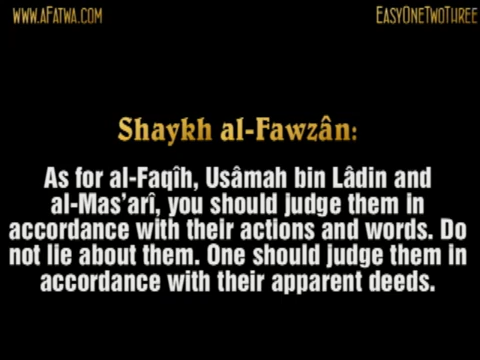 www.aFatwa.com
EasyOneTwoThree
Shaykh al-Fawzân:
As for al-Faqîh, Usâmah bin Lâdin and
al-Mas’arî, you should judge them in
accordance with their actions and words. Do
not lie about them. One should judge them in
accordance with their apparent deeds.